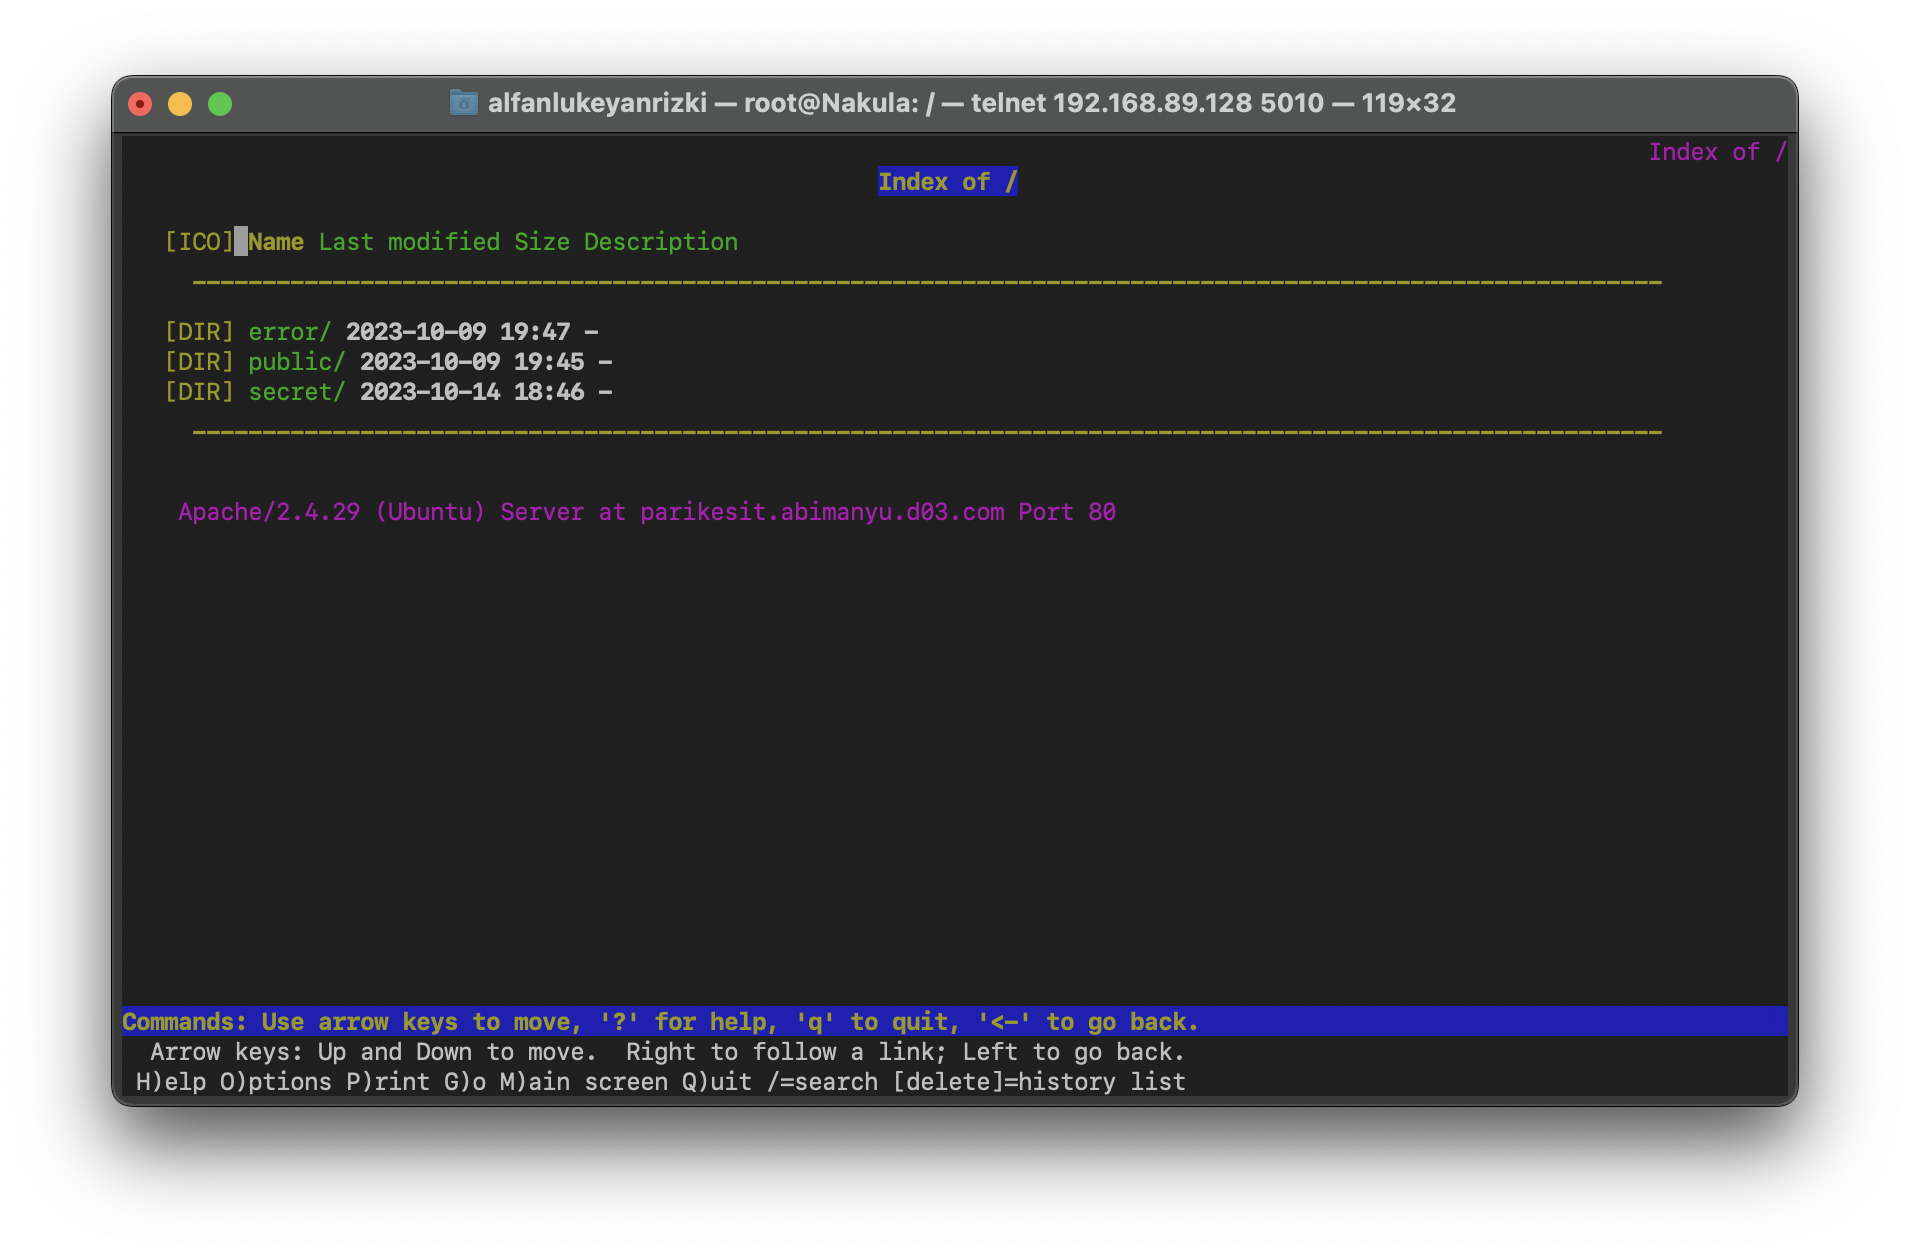 alfanlukeyanrizki — root@Nakula: / — telnet 192.168.89.128 5010 — 119×32
Index of /
Index of /
[ICO] Name Last modified Size Description
[DIR] error/ 2023-10-09 19:47 -
[DIR] public/ 2023-10-09 19:45 -
[DIR] secret/ 2023-10-14 18:46 -
Apache/2.4.29 (Ubuntu) Server at parikesit.abimanyu.d03.com Port 80
Commands: Use arrow keys to move, '?' for help, 'q' to quit, '<-' to go back.
Arrow keys: Up and Down to move.  Right to follow a link; Left to go back.
H)elp O)ptions P)rint G)o M)ain screen Q)uit /=search [delete]=history list